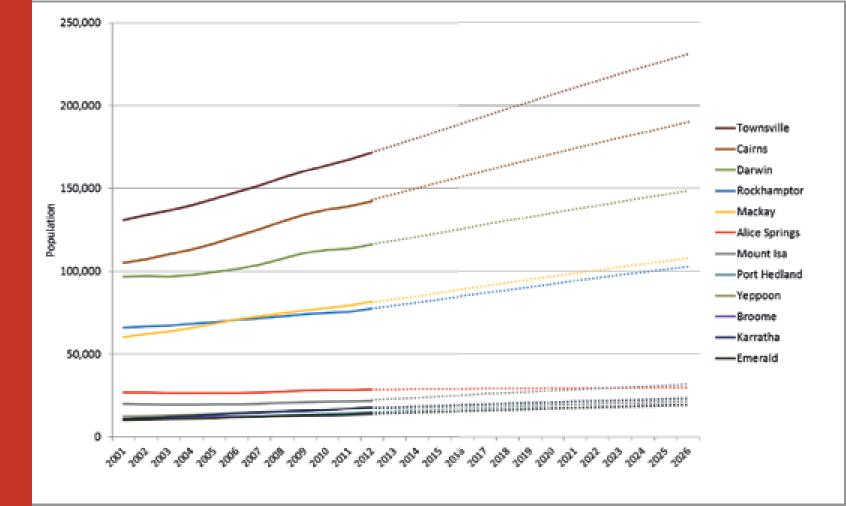 250,000
200,000
150,000
100,000
50,000
0
Population
2001 2002 2003 2004 2005 2006 2007 2008 2009 2010 2011 2012 2013 2014 2015 2016 2017 2018 2019 2020 2021 2022 2023 2024 2025 2026
Townsville
Cairns
Darwin
Rockhamptor
Mackay
Alice Springs
Mount Isa
Port Hedland
Yeppoon
Broome
Karratha
Emerald